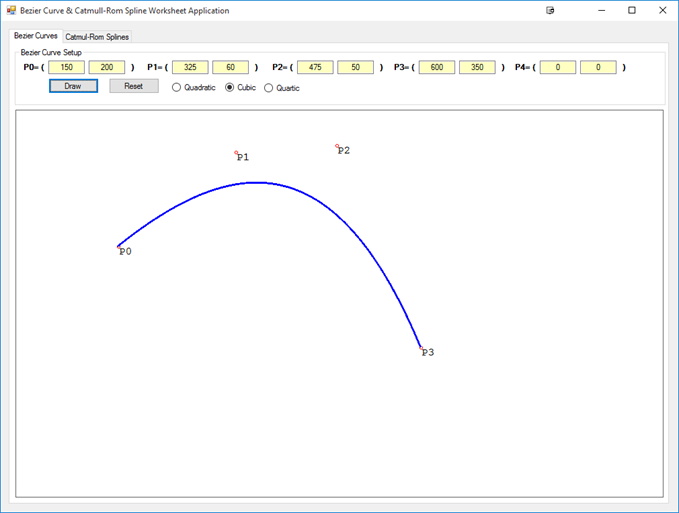 Bezier Curve & Catmull-Rom Spline Worksheet Application
Bezier Curves Catmul-Rom Splines
Bezier Curve Setup
P0= ( 150 200 ) P1= ( 325 60 ) P2= ( 475 50 ) P3= ( 600 350 ) P4= ( 0 0 )
Draw Reset Quadratic Cubic Quartic
P1 P2
P0
P3